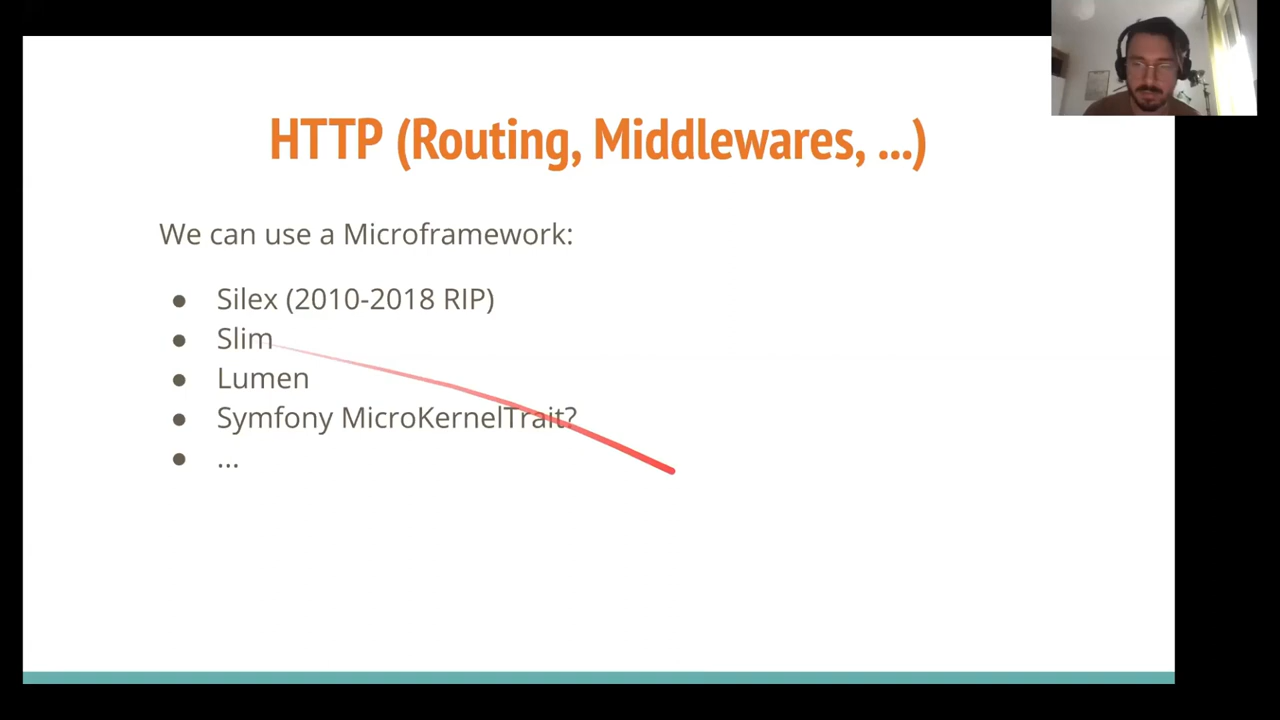 HTTP (Routing, Middlewares, ...)
We can use a Microframework:
● Silex (2010-2018 RIP)
● Slim
● Lumen
● Symfony MicroKernelTrait?
● ...